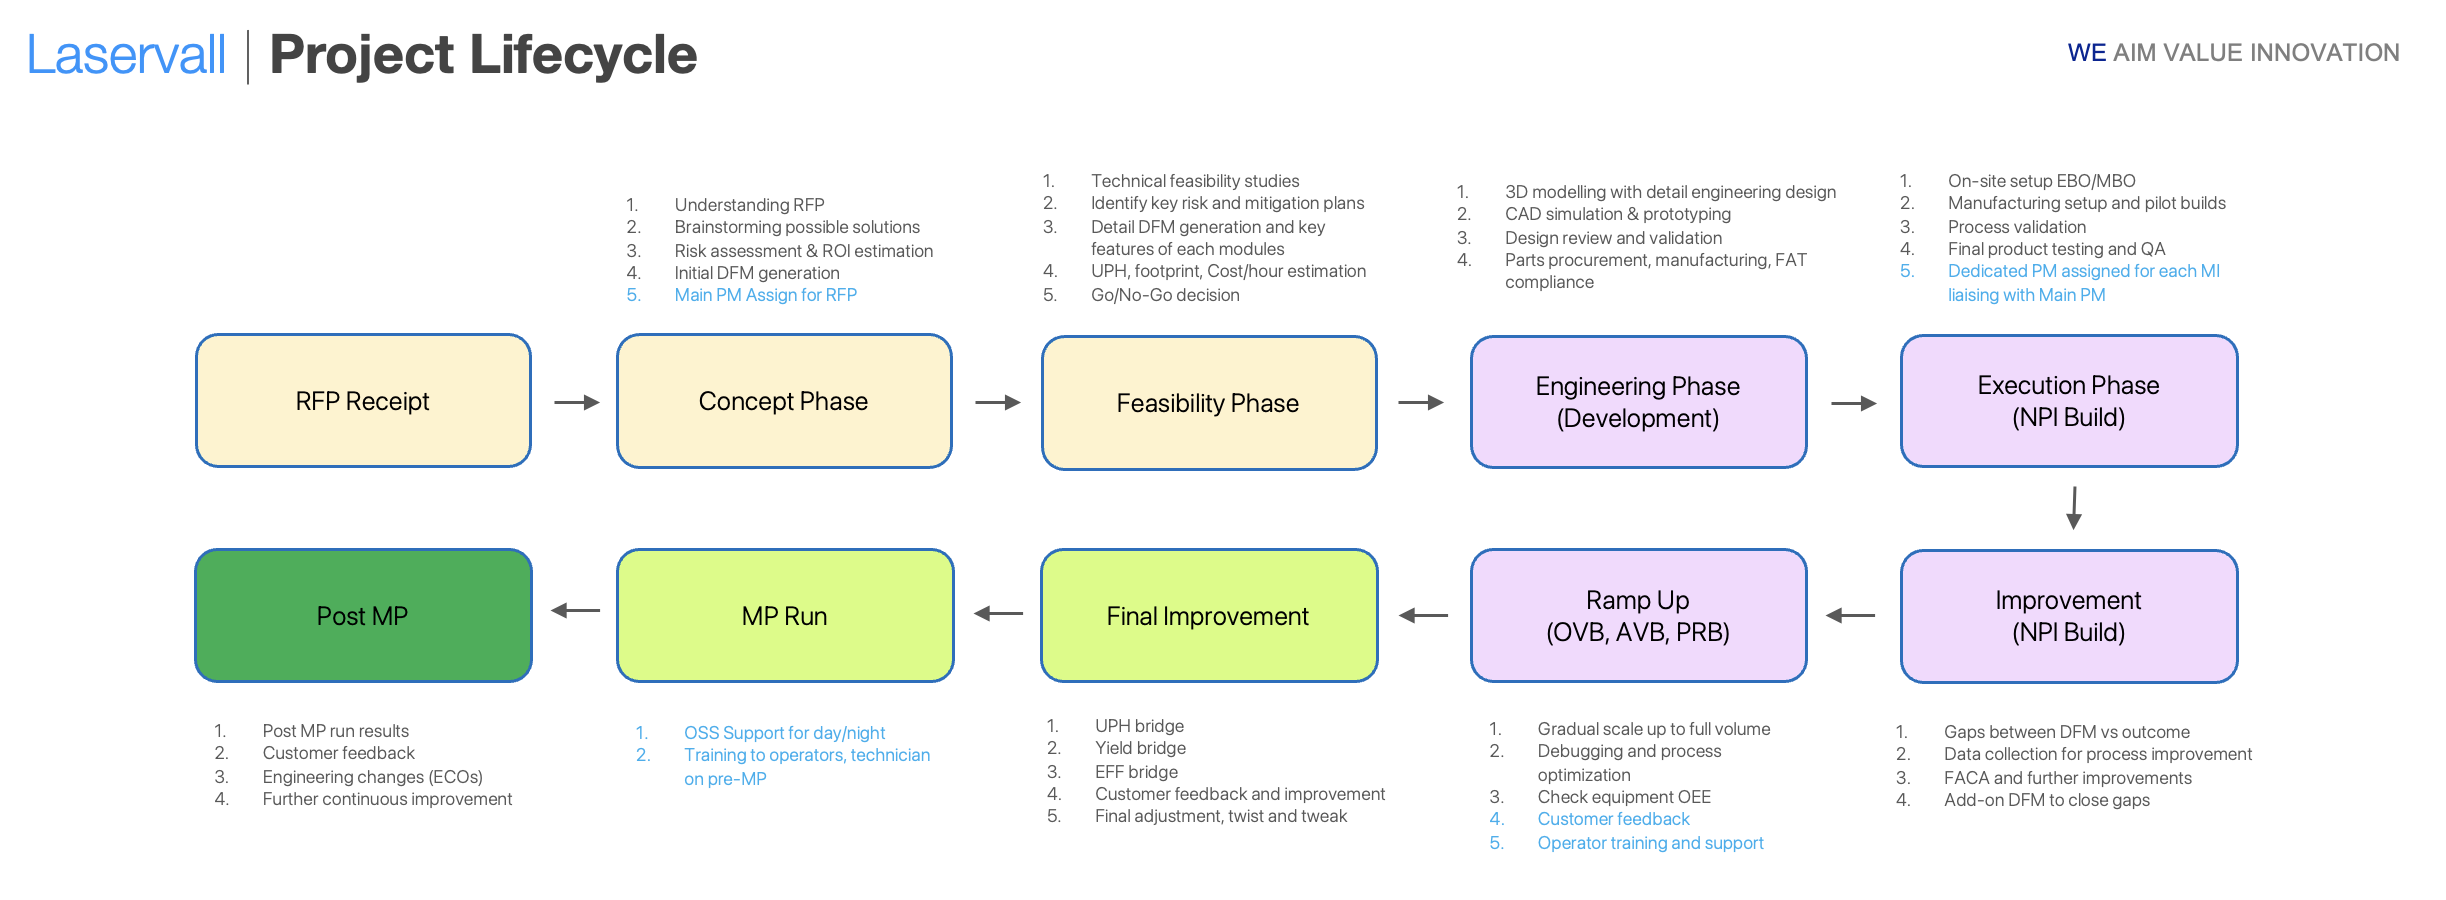 Laservall | Project Lifecycle
WE AIM VALUE INNOVATION
1. Understanding RFP
2. Brainstorming possible solutions
3. Risk assessment & ROI estimation
4. Initial DFM generation
5. Main PM Assign for RFP
1. Technical feasibility studies
2. Identify key risk and mitigation plans
3. Detail DFM generation and key
features of each modules
4. UPH, footprint, Cost/hour estimation
5. Go/No-Go decision
1. 3D modelling with detail engineering design
2. CAD simulation & prototyping
3. Design review and validation
4. Parts procurement, manufacturing, FAT
compliance
1. On-site setup EBO/MBO
2. Manufacturing setup and pilot builds
3. Process validation
4. Final product testing and QA
5. Dedicated PM assigned for each MI
liaising with Main PM
RFP Receipt
Concept Phase
Feasibility Phase
Engineering Phase
(Development)
Execution Phase
(NPI Build)
Post MP
MP Run
Final Improvement
Ramp Up
(OVB, AVB, PRB)
Improvement
(NPI Build)
1. Post MP run results
2. Customer feedback
3. Engineering changes (ECOs)
4. Further continuous improvement
1. OSS Support for day/night
2. Training to operators, technician
on pre-MP
1. UPH bridge
2. Yield bridge
3. EFF bridge
4. Customer feedback and improvement
5. Final adjustment, twist and tweak
1. Gradual scale up to full volume
2. Debugging and process
optimization
3. Check equipment OEE
4. Customer feedback
5. Operator training and support
1. Gaps between DFM vs outcome
2. Data collection for process improvement
3. FACA and further improvements
4. Add-on DFM to close gaps